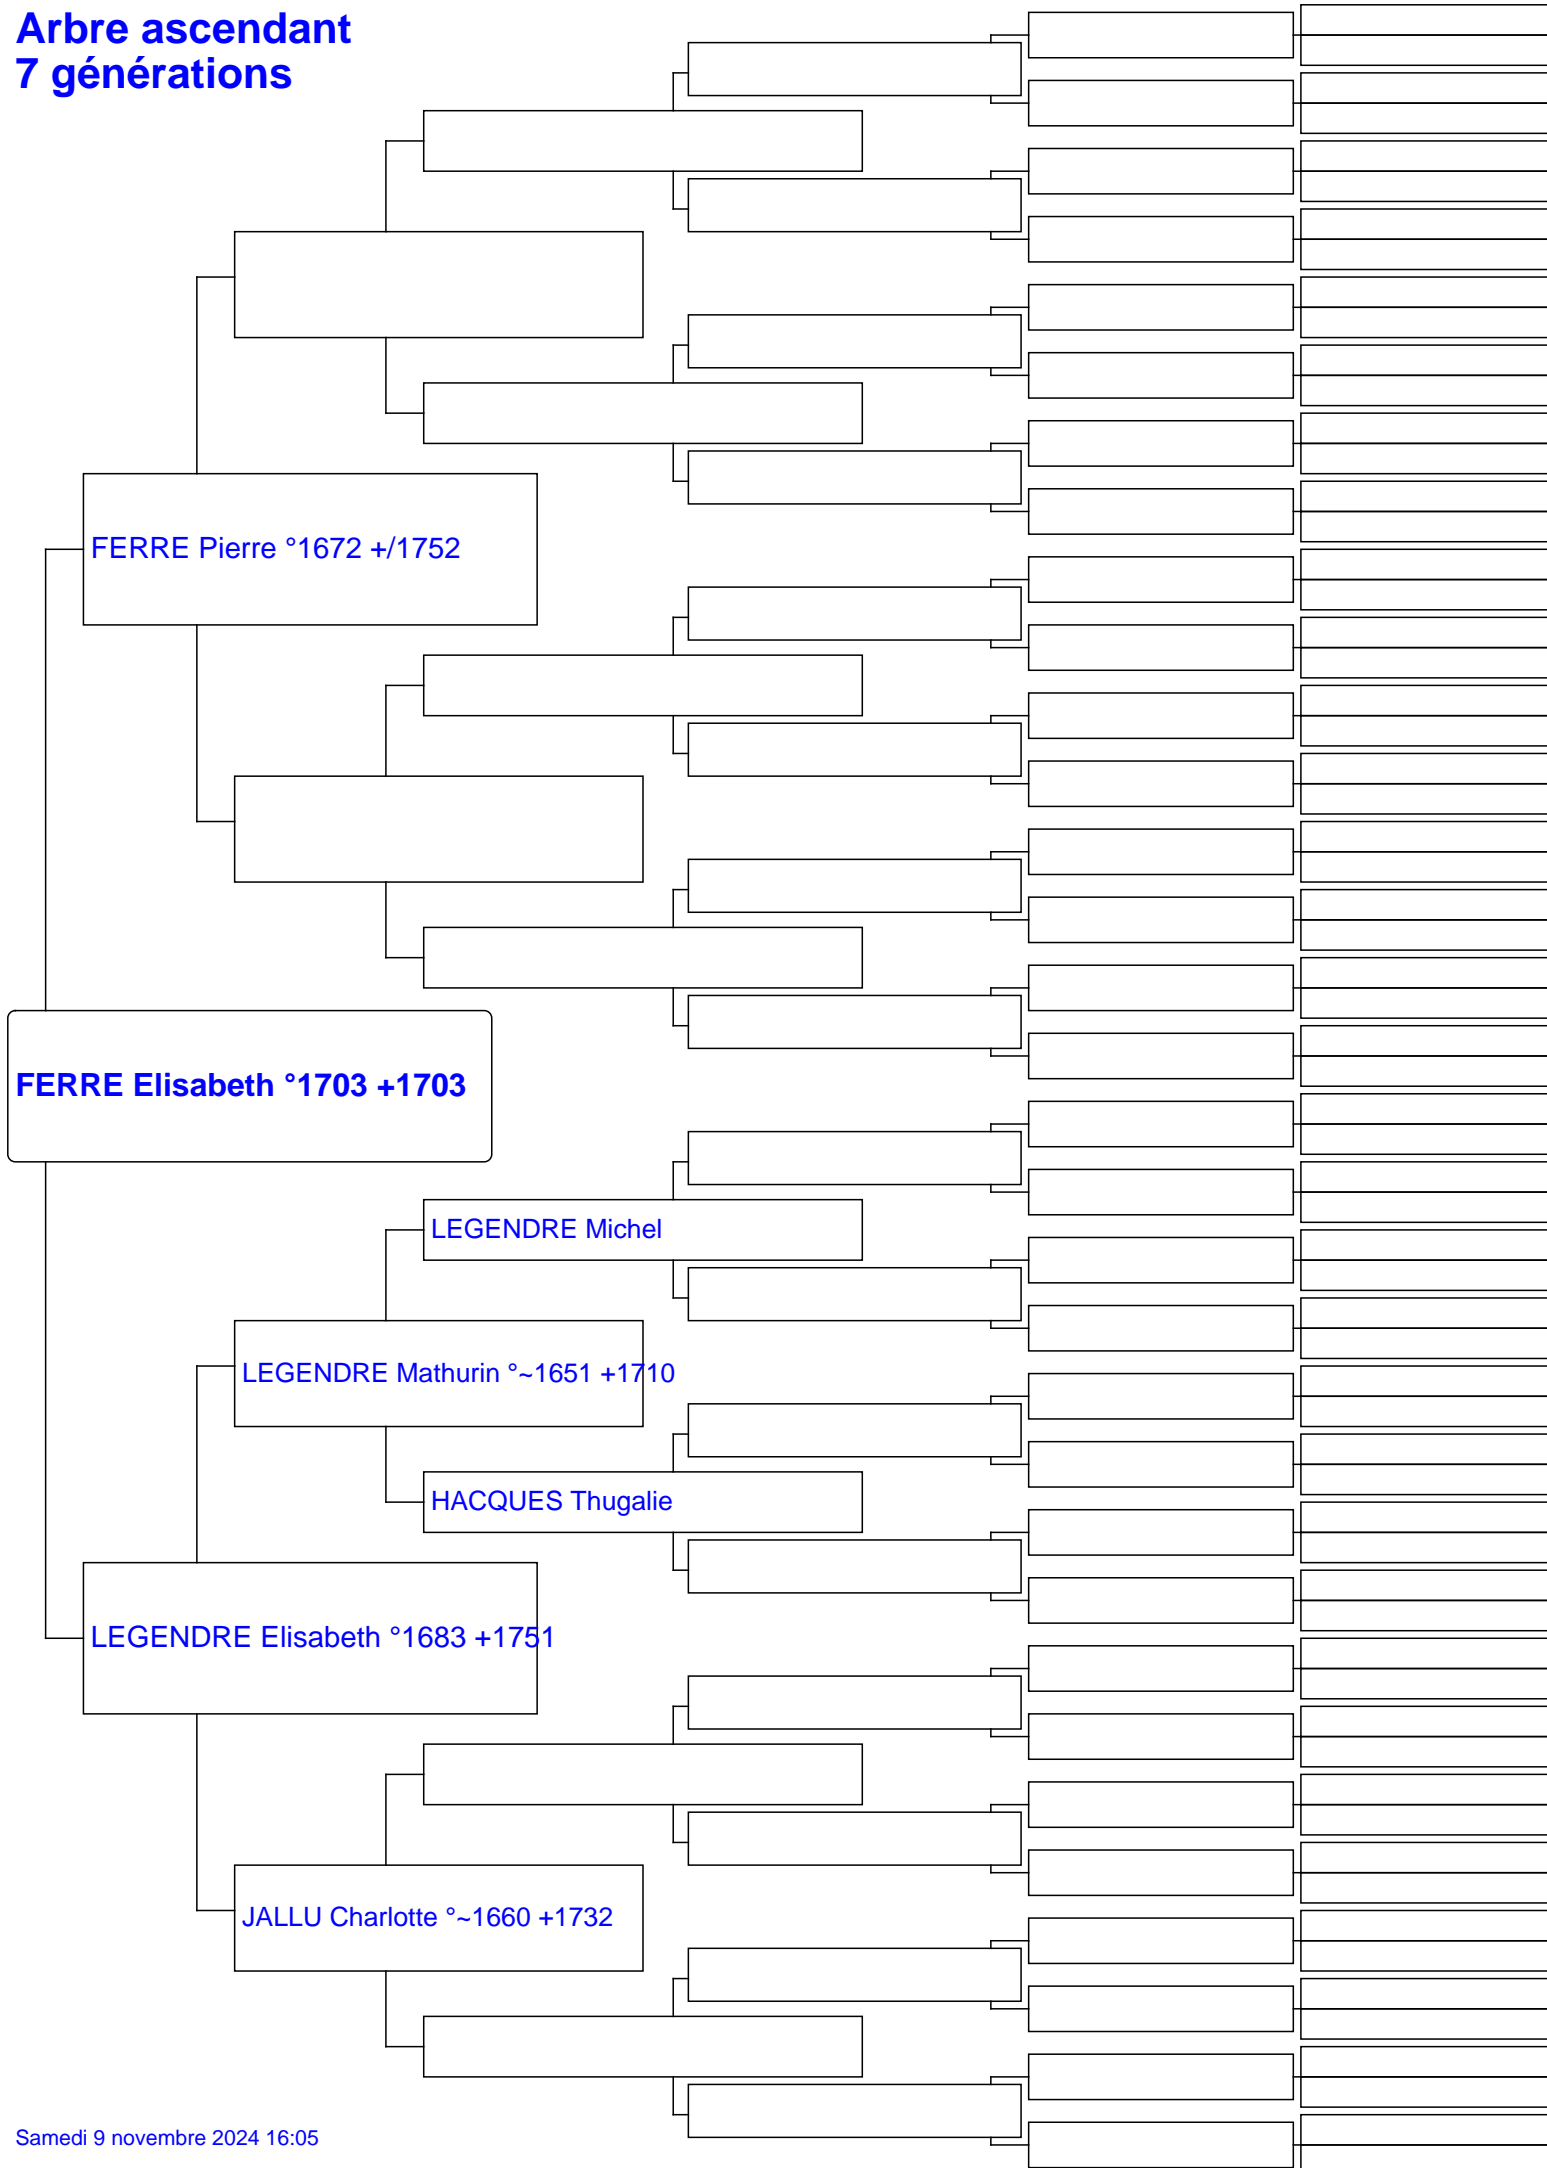 Arbre ascendant
7 générations
FERRE Pierre °1672 +/1752
FERRE Elisabeth °1703 +1703
LEGENDRE Michel
LEGENDRE Mathurin °~1651 +1710
HACQUES Thugalie
LEGENDRE Elisabeth °1683 +1751
JALLU Charlotte °~1660 +1732
Samedi 9 novembre 2024 16:05